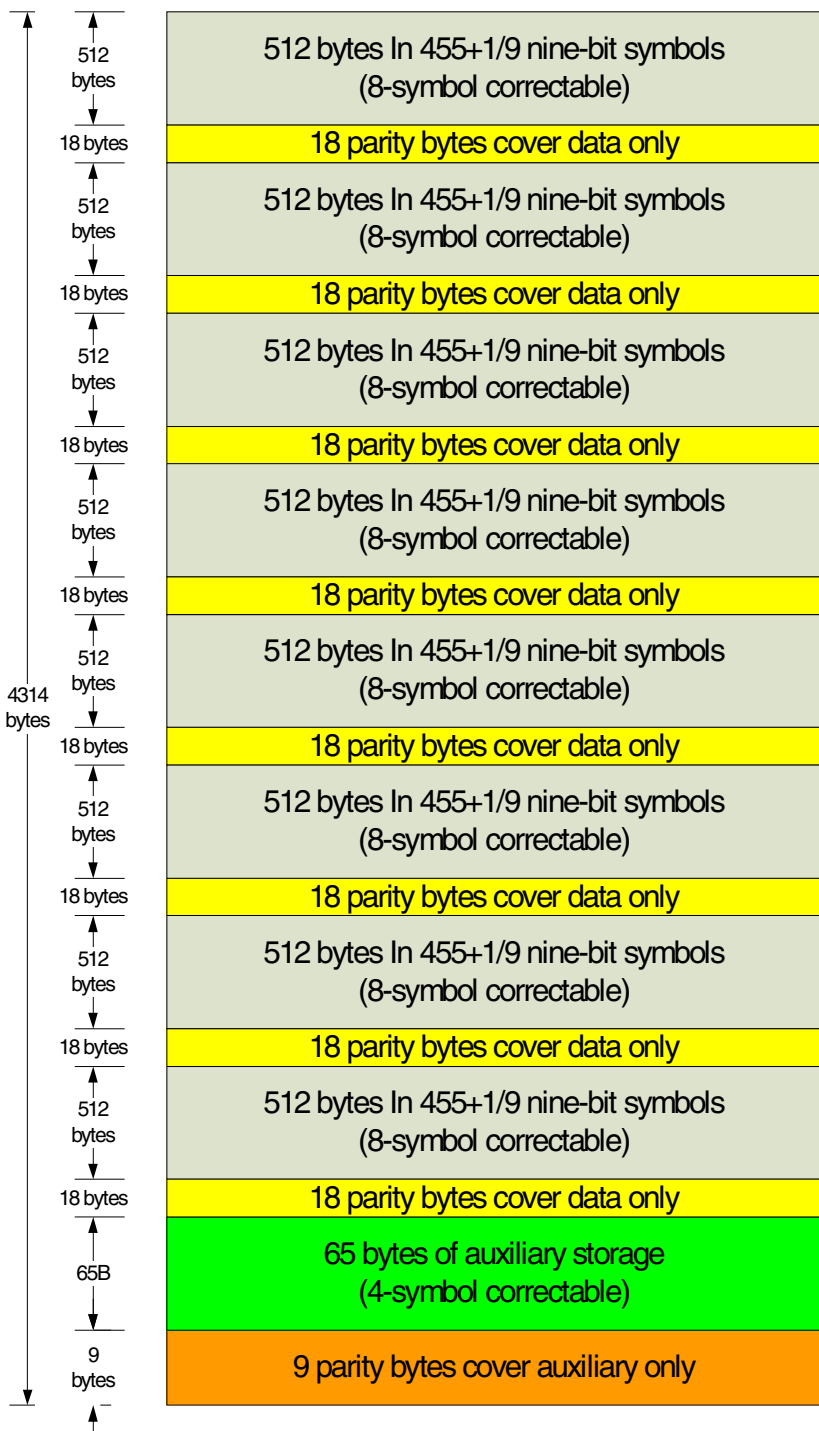 512
bytes
512 bytes In 455+1/9 nine-bit symbols
(8-symbol correctable)
18 bytes
18 parity bytes cover data only
512
bytes
512 bytes In 455+1/9 nine-bit symbols
(8-symbol correctable)
18 bytes
18 parity bytes cover data only
512
bytes
512 bytes In 455+1/9 nine-bit symbols
(8-symbol correctable)
18 bytes
18 parity bytes cover data only
512
bytes
512 bytes In 455+1/9 nine-bit symbols
(8-symbol correctable)
18 bytes
18 parity bytes cover data only
4314
bytes
512
bytes
512 bytes In 455+1/9 nine-bit symbols
(8-symbol correctable)
18 bytes
18 parity bytes cover data only
512
bytes
512 bytes In 455+1/9 nine-bit symbols
(8-symbol correctable)
18 bytes
18 parity bytes cover data only
512
bytes
512 bytes In 455+1/9 nine-bit symbols
(8-symbol correctable)
18 bytes
18 parity bytes cover data only
512
bytes
512 bytes In 455+1/9 nine-bit symbols
(8-symbol correctable)
18 bytes
18 parity bytes cover data only
65B
65 bytes of auxiliary storage
(4-symbol correctable)
9
bytes
9 parity bytes cover auxiliary only